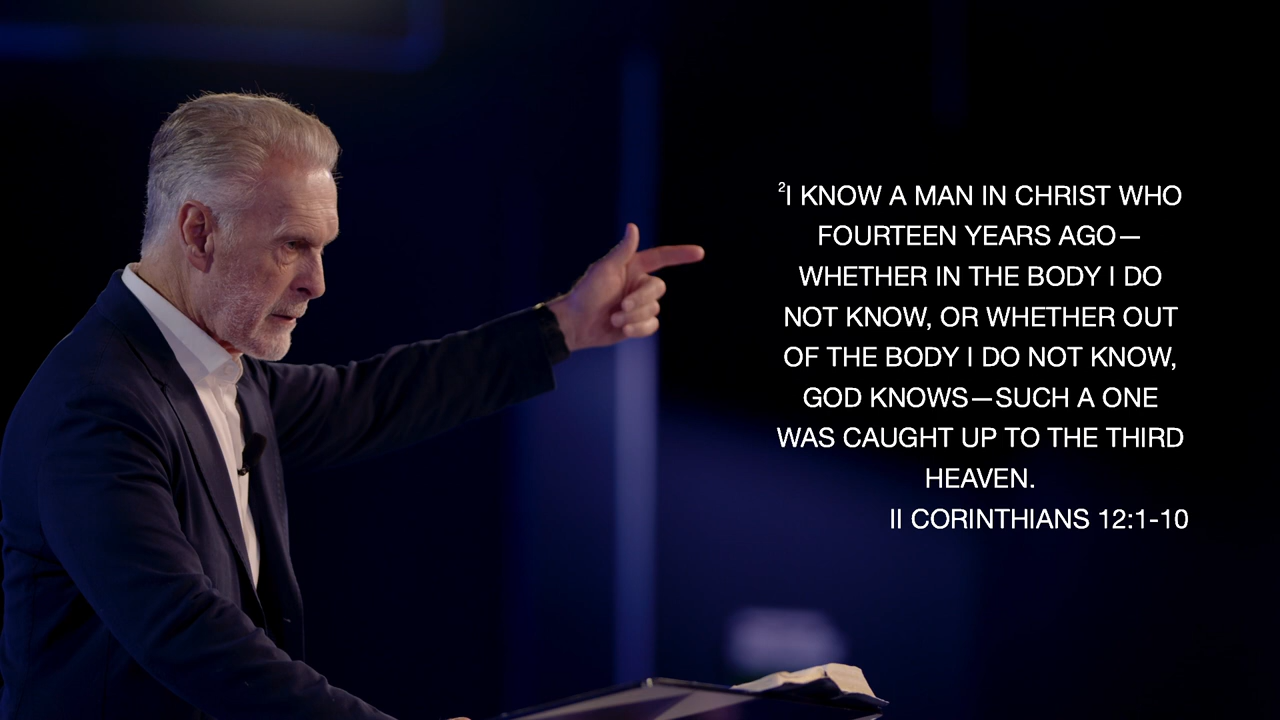 ²I KNOW A MAN IN CHRIST WHO
FOURTEEN YEARS AGO—
WHETHER IN THE BODY I DO
NOT KNOW, OR WHETHER OUT
OF THE BODY I DO NOT KNOW,
GOD KNOWS—SUCH A ONE
WAS CAUGHT UP TO THE THIRD
HEAVEN.
II CORINTHIANS 12:1-10